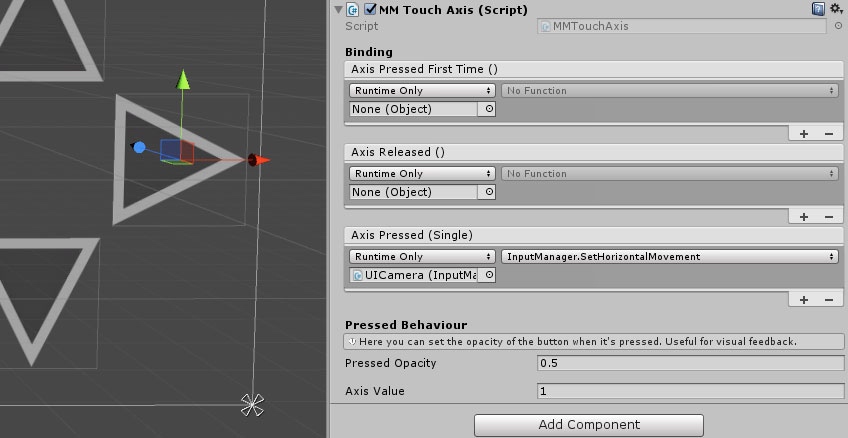 MM Touch Axis (Script)
Script MMTouchAxis
Binding
Axis Pressed First Time ()
Runtime Only No Function
None (Object)
+ −
Axis Released ()
Runtime Only No Function
None (Object)
+ −
Axis Pressed (Single)
Runtime Only InputManager.SetHorizontalMovement
UICamera (InputMa
+ −
Pressed Behaviour
Here you can set the opacity of the button when it's pressed. Useful for visual feedback.
Pressed Opacity 0.5
Axis Value 1
Add Component